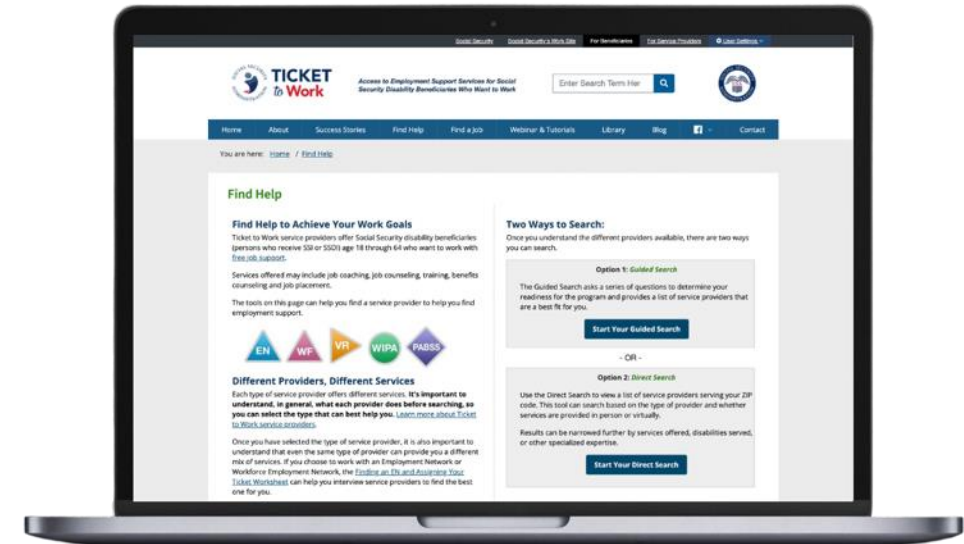 Social Security
Social Security's Work Site
For Beneficiaries
For Service Providers
User Settings
SOCIAL SECURITY
ADMINISTRATION
TICKET
to Work
Access to Employment Support Services for Social
Security Disability Beneficiaries Who Want to Work
Enter Search Term Her
Home About Success Stories Find Help Find a Job Webinar & Tutorials Library Blog Contact
You are here: Home / Find Help
Find Help
Find Help to Achieve Your Work Goals
Ticket to Work service providers offer Social Security disability beneficiaries
(persons who receive SSI or SSDI) age 18 through 64 who want to work with
free job support.
Services offered may include job coaching, job counseling, training, benefits
counseling and job placement.
The tools on this page can help you find a service provider to help you find
employment support.
EN WF VR WIPA PABSS
Different Providers, Different Services
Each type of service provider offers different services. It's important to
understand, in general, what each provider does before searching, so
you can select the type that can best help you. Learn more about Ticket
to Work service providers.
Once you have selected the type of service provider, it is also important to
understand that even the same type of provider can provide you a different
mix of services. If you choose to work with an Employment Network or
Workforce Employment Network, the Finding an EN and Assigning Your
Ticket Worksheet can help you interview service providers to find the best
one for you.
Two Ways to Search:
Once you understand the different providers available, there are two ways
you can search.
Option 1: Guided Search
The Guided Search asks a series of questions to determine your
readiness for the program and provides a list of service providers that
are a best fit for you.
Start Your Guided Search
- OR -
Option 2: Direct Search
Use the Direct Search to view a list of service providers serving your ZIP
code. This tool can search based on the type of provider and whether
services are provided in person or virtually.
Results can be narrowed further by services offered, disabilities served,
or other specialized expertise.
Start Your Direct Search